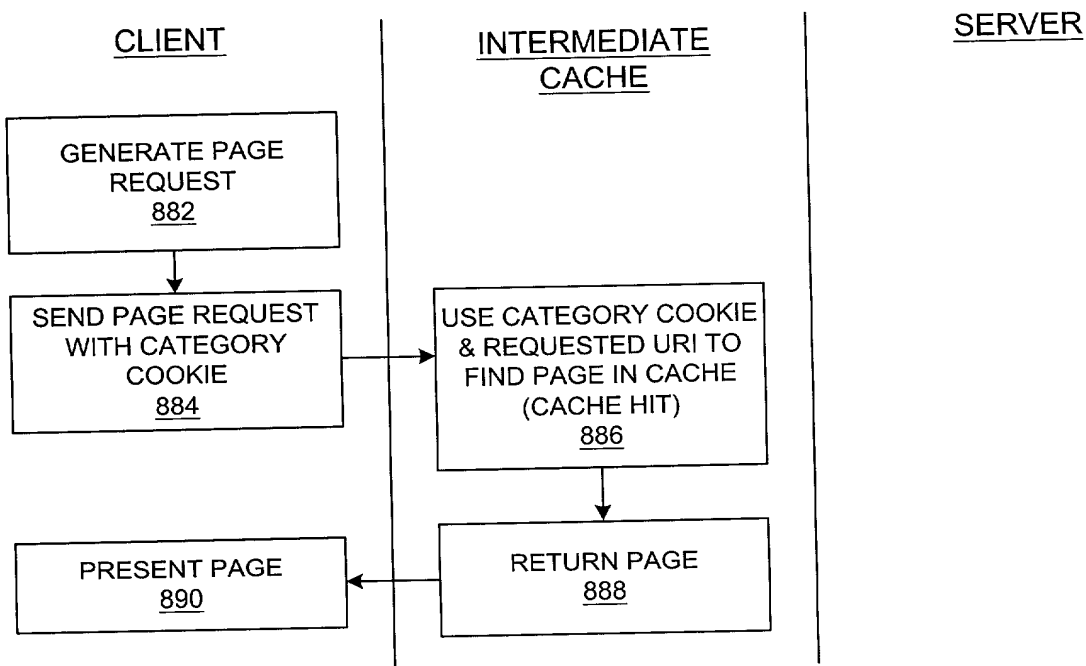 CLIENT
INTERMEDIATE
CACHE
SERVER
GENERATE PAGE
REQUEST
882
SEND PAGE REQUEST
WITH CATEGORY
COOKIE
884
USE CATEGORY COOKIE
& REQUESTED URI TO
FIND PAGE IN CACHE
(CACHE HIT)
886
RETURN PAGE
888
PRESENT PAGE
890